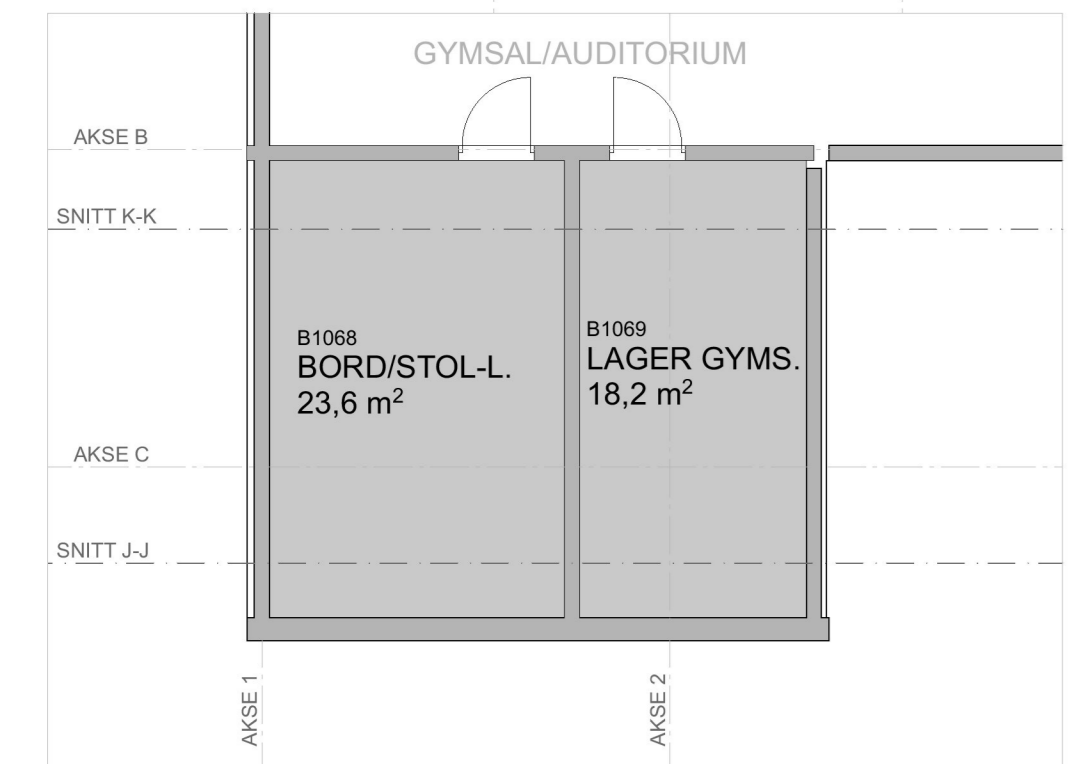 GYMSAL/AUDITORIUM
AKSE B
SNITT K-K
B1068
BORD/STOL-L.
23,6 m²
B1069
LAGER GYMS.
18,2 m²
AKSE C
SNITT J-J
AKSE 1
AKSE 2